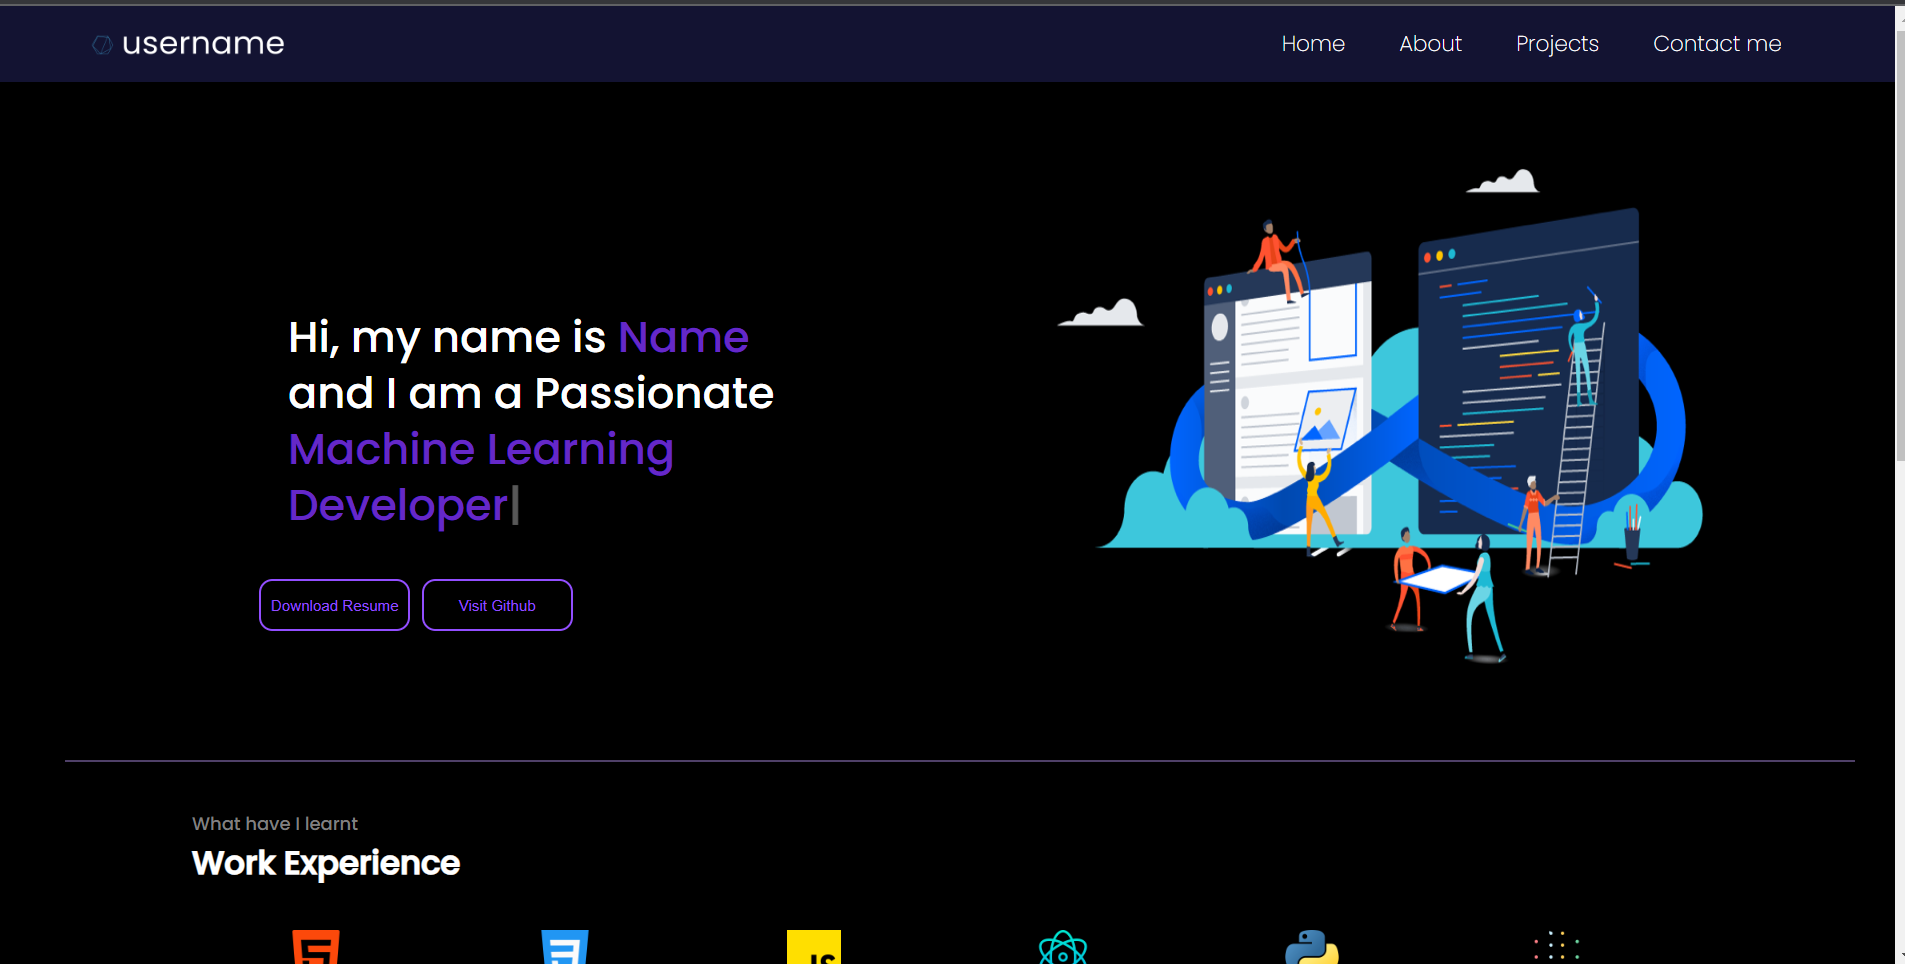 username
Home About Projects Contact me
Hi, my name is Name
and I am a Passionate
Machine Learning
Developer|
Download Resume Visit Github
What have I learnt
Work Experience
JS